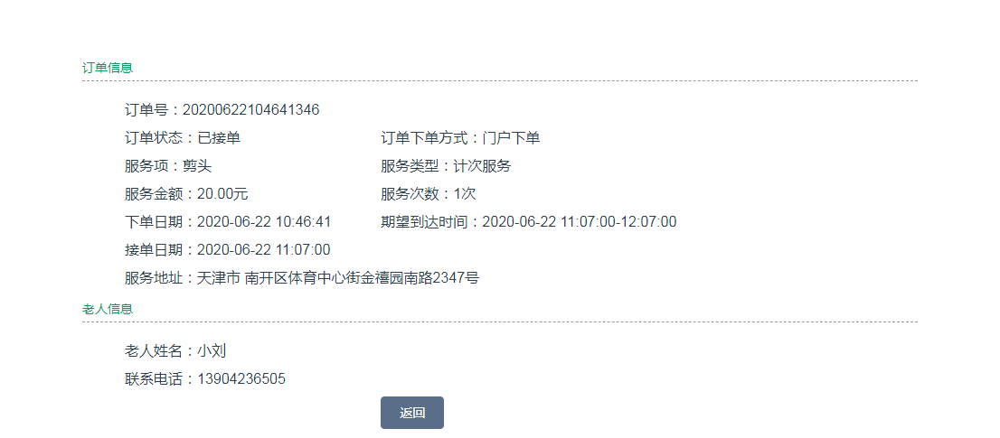 订单信息
订单号：20200622104641346
订单状态：已接单 订单下单方式：门户下单
服务项：剪头 服务类型：计次服务
服务金额：20.00元 服务次数：1次
下单日期：2020-06-22 10:46:41 期望到达时间：2020-06-22 11:07:00-12:07:00
接单日期：2020-06-22 11:07:00
服务地址：天津市 南开区体育中心街金禧园南路2347号
老人信息
老人姓名：小刘
联系电话：13904236505
返回